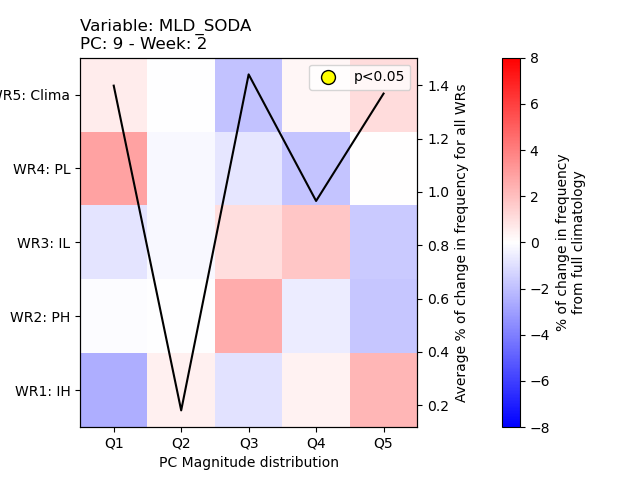 Variable: MLD_SODA
PC: 9 - Week: 2
p<0.05
WR5: Clima
WR4: PL
WR3: IL
WR2: PH
WR1: IH
Q1 Q2 Q3 Q4 Q5
PC Magnitude distribution
1.4
1.2
1.0
0.8
0.6
0.4
0.2
Average % of change in frequency for all WRs
8
6
4
2
0
−2
−4
−6
−8
% of change in frequency
from full climatology